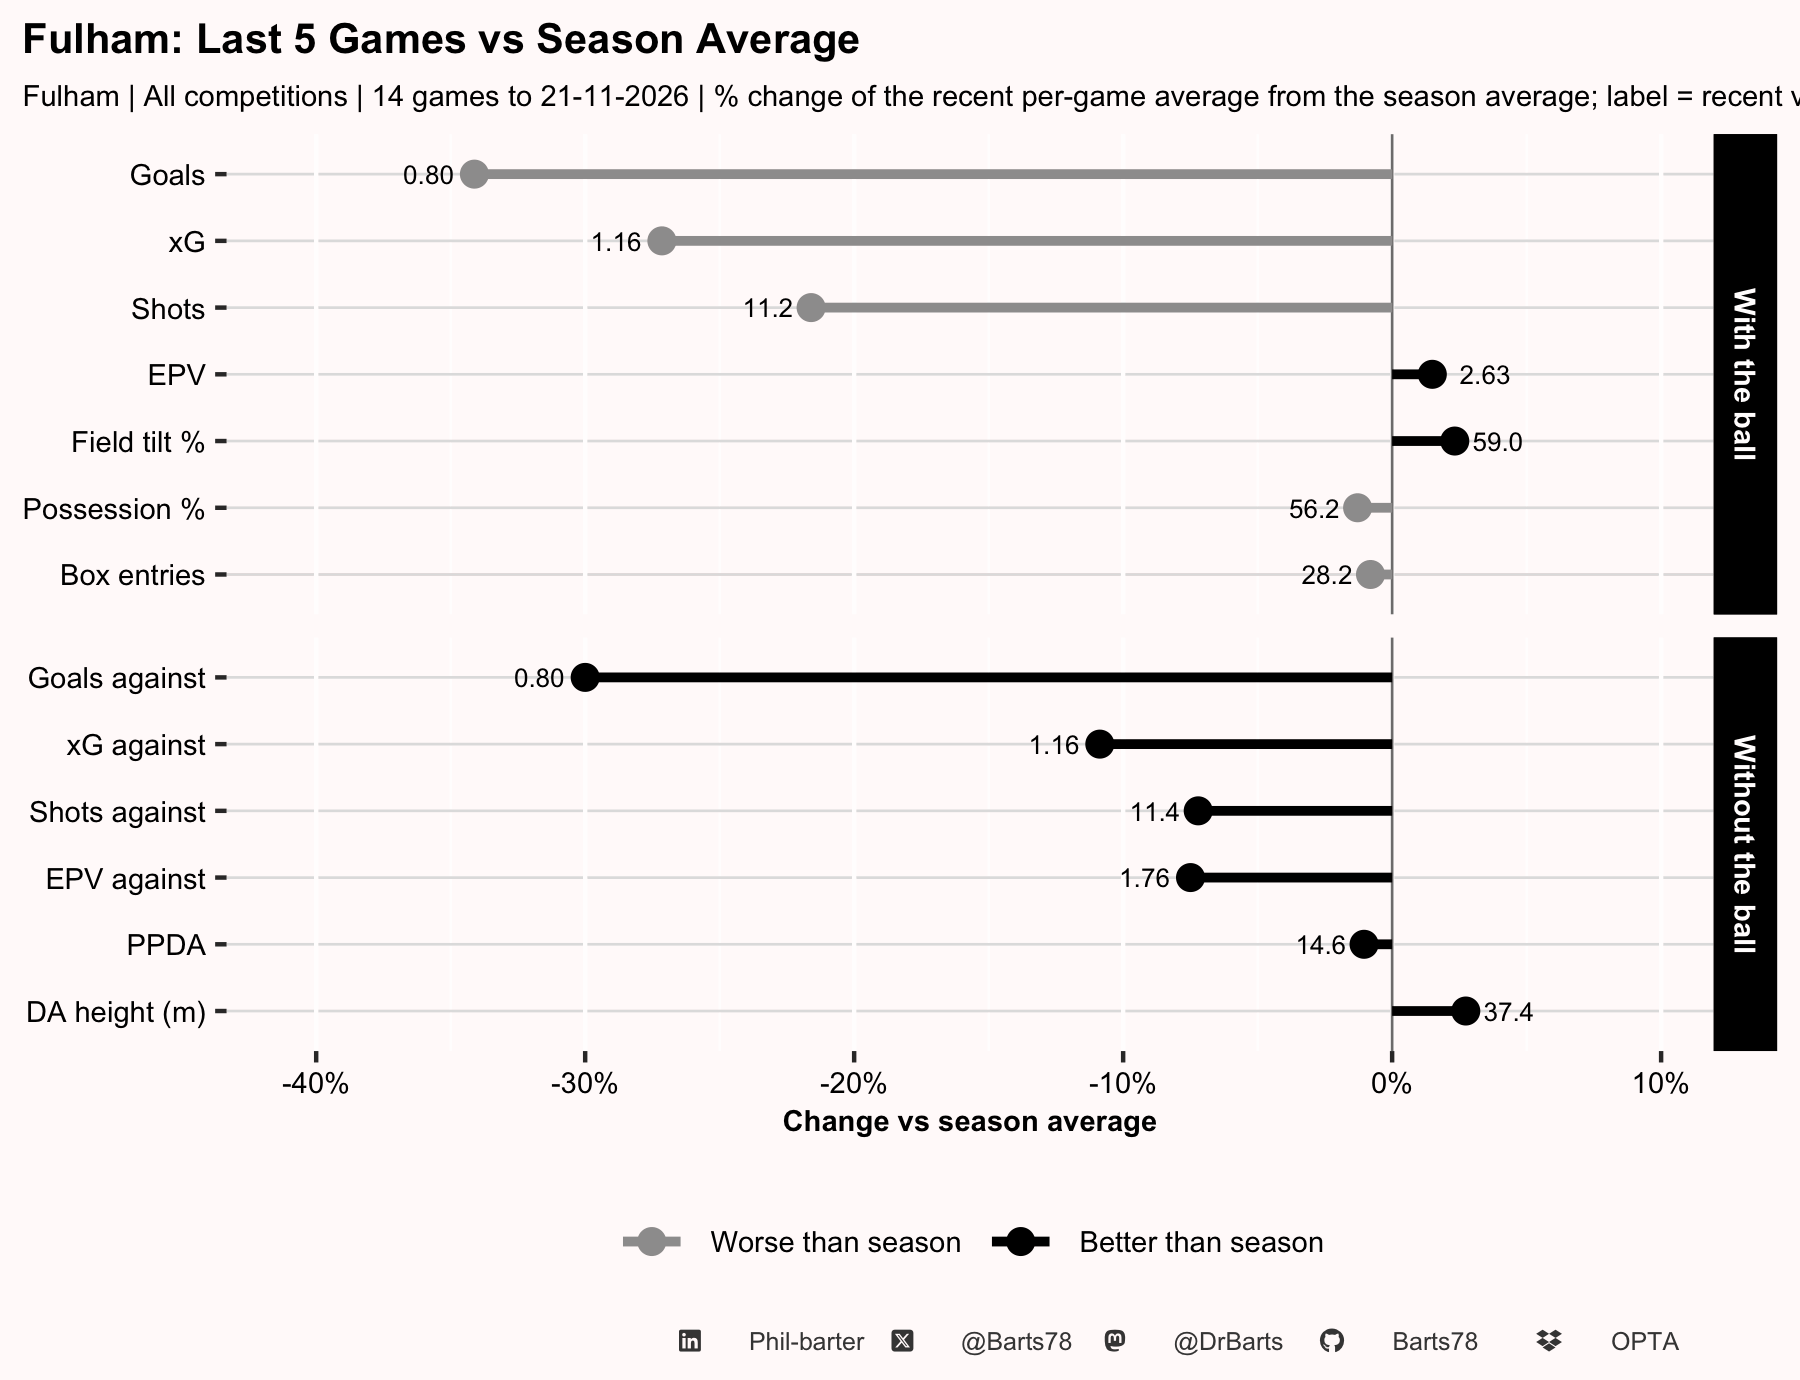 Fulham: Last 5 Games vs Season Average
Fulham | All competitions | 14 games to 21-11-2026 | % change of the recent per-game average from the season average; label = recent v
Goals
0.80
xG
1.16
Shots
11.2
EPV
2.63
Field tilt %
59.0
Possession %
56.2
Box entries
28.2
With the ball
Goals against
0.80
xG against
1.16
Shots against
11.4
EPV against
1.76
PPDA
14.6
DA height (m)
37.4
Without the ball
-40% -30% -20% -10% 0% 10%
Change vs season average
Worse than season Better than season
Phil-barter @Barts78 @DrBarts Barts78 OPTA